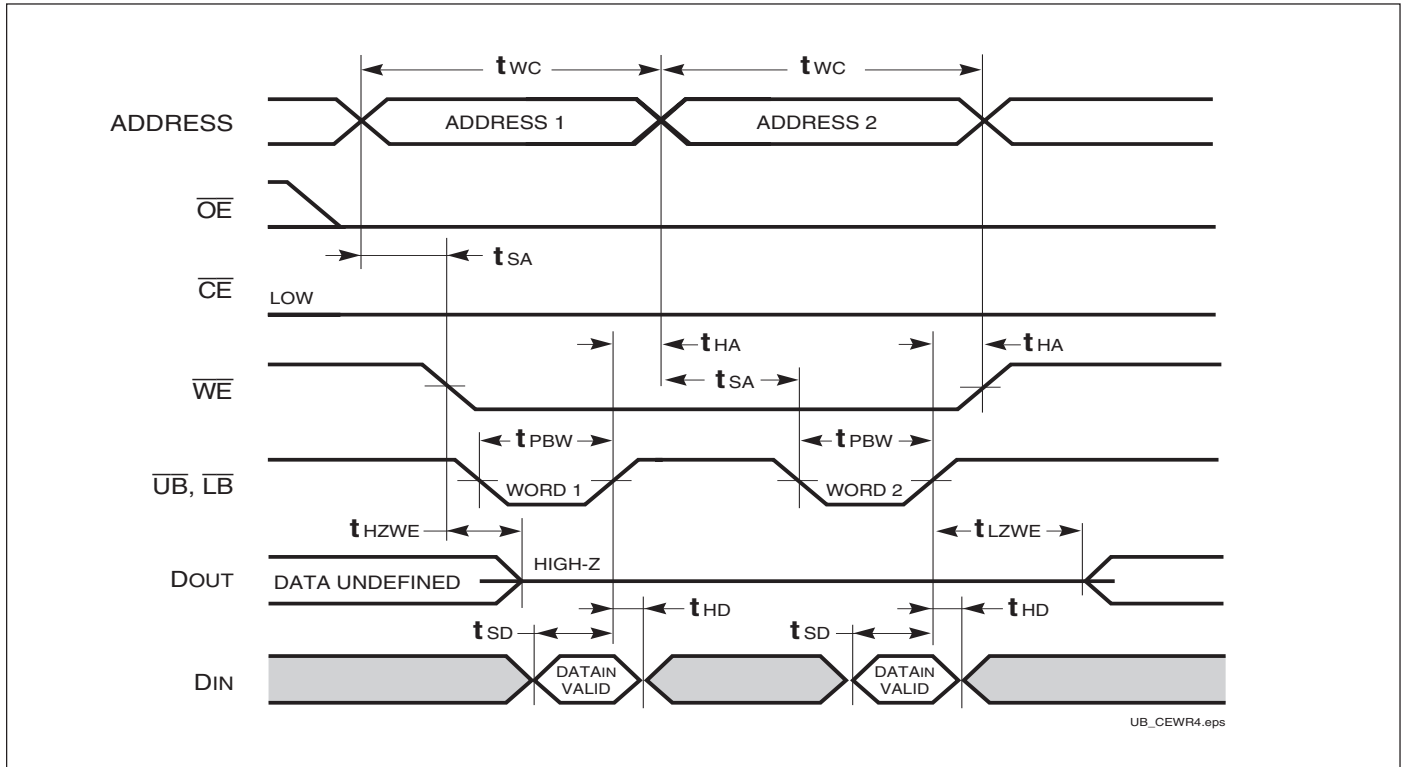 tWC tWC
ADDRESS ADDRESS 1 ADDRESS 2
OE
tSA
CE LOW
tHA tHA
WE tSA
tPBW tPBW
UB, LB WORD 1 WORD 2
tHZWE tLZWE
DOUT DATA UNDEFINED HIGH-Z
tHD tHD
tSD tSD
DIN DATAIN VALID DATAIN VALID
UB_CEWR4.eps